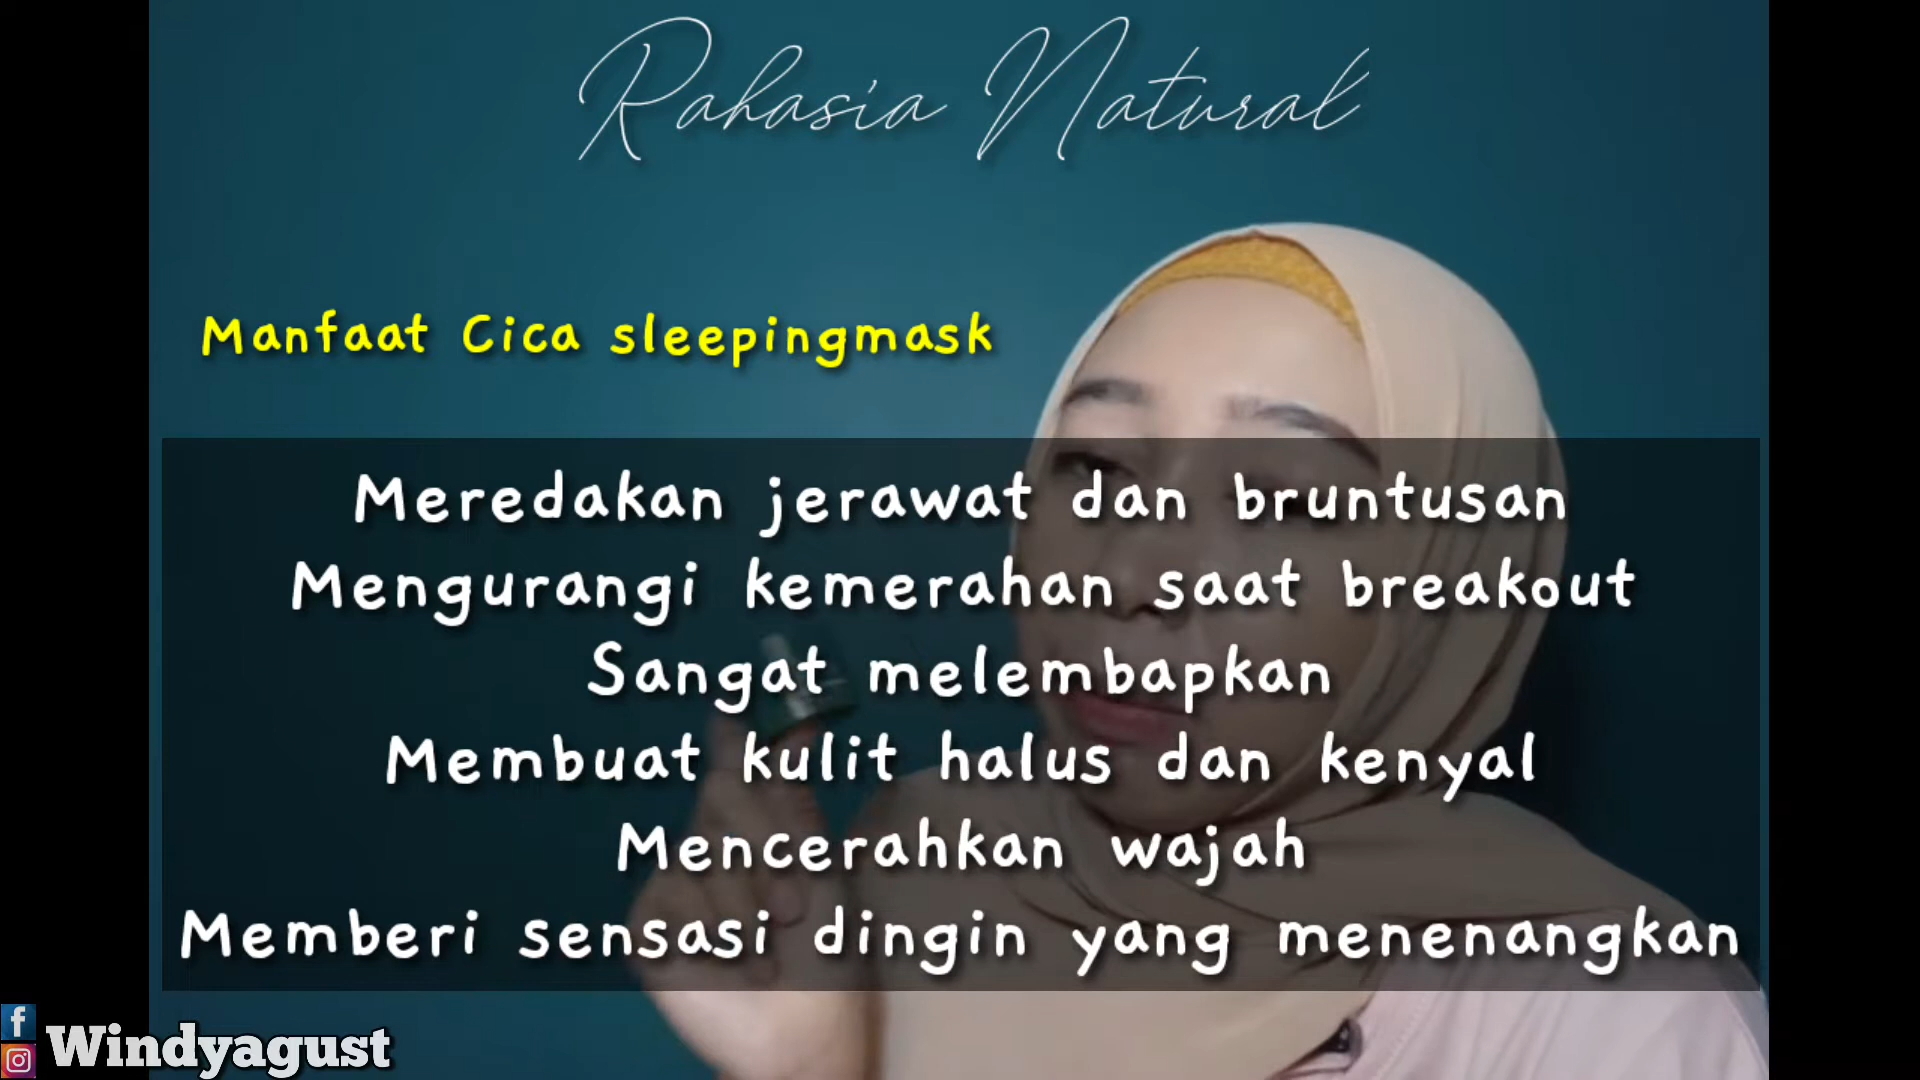 Rahasia Natural
Manfaat Cica sleepingmask
Meredakan jerawat dan bruntusan
Mengurangi kemerahan saat breakout
Sangat melembapkan
Membuat kulit halus dan kenyal
Mencerahkan wajah
Memberi sensasi dingin yang menenangkan
Windyagust